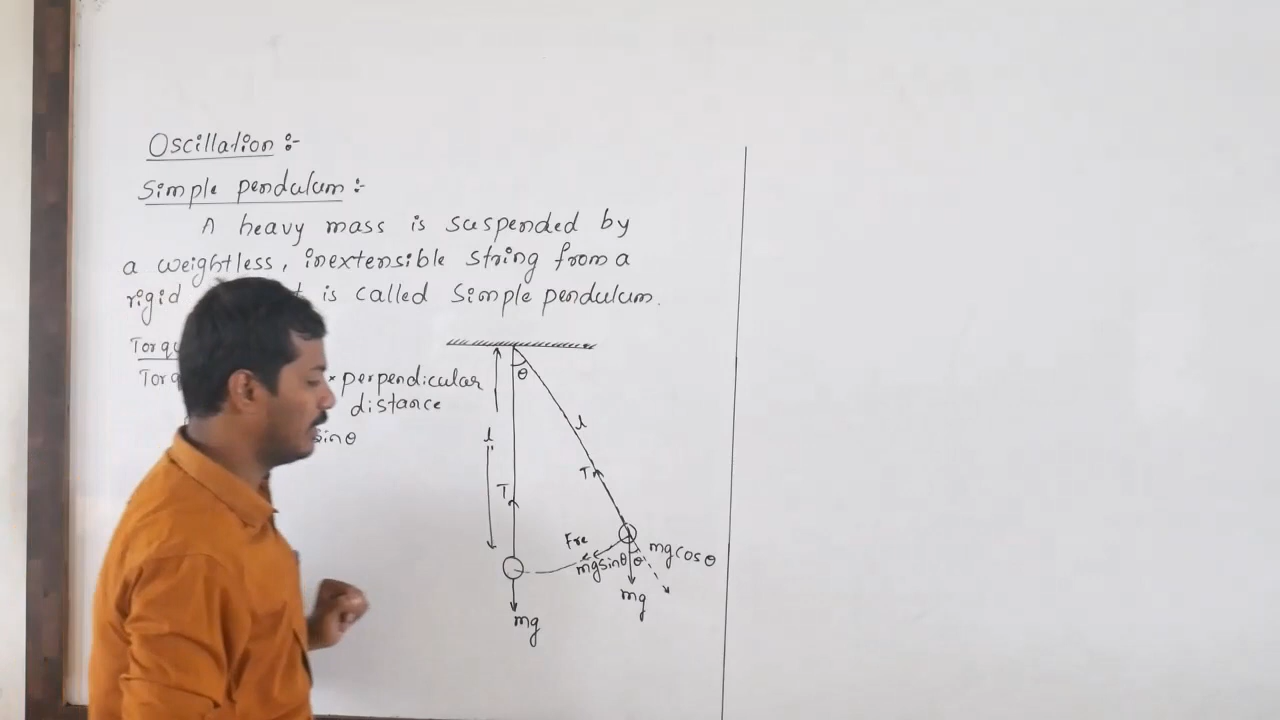 Oscillation :-
Simple pendulum :-
A heavy mass is suspended by
a weightless, inextensible string from a
rigid is called Simple pendulum.
× perpendicular
distance
sinθ
θ
l
l
T
T
Fre
mgsinθ
θ
mgcosθ
mg
mg